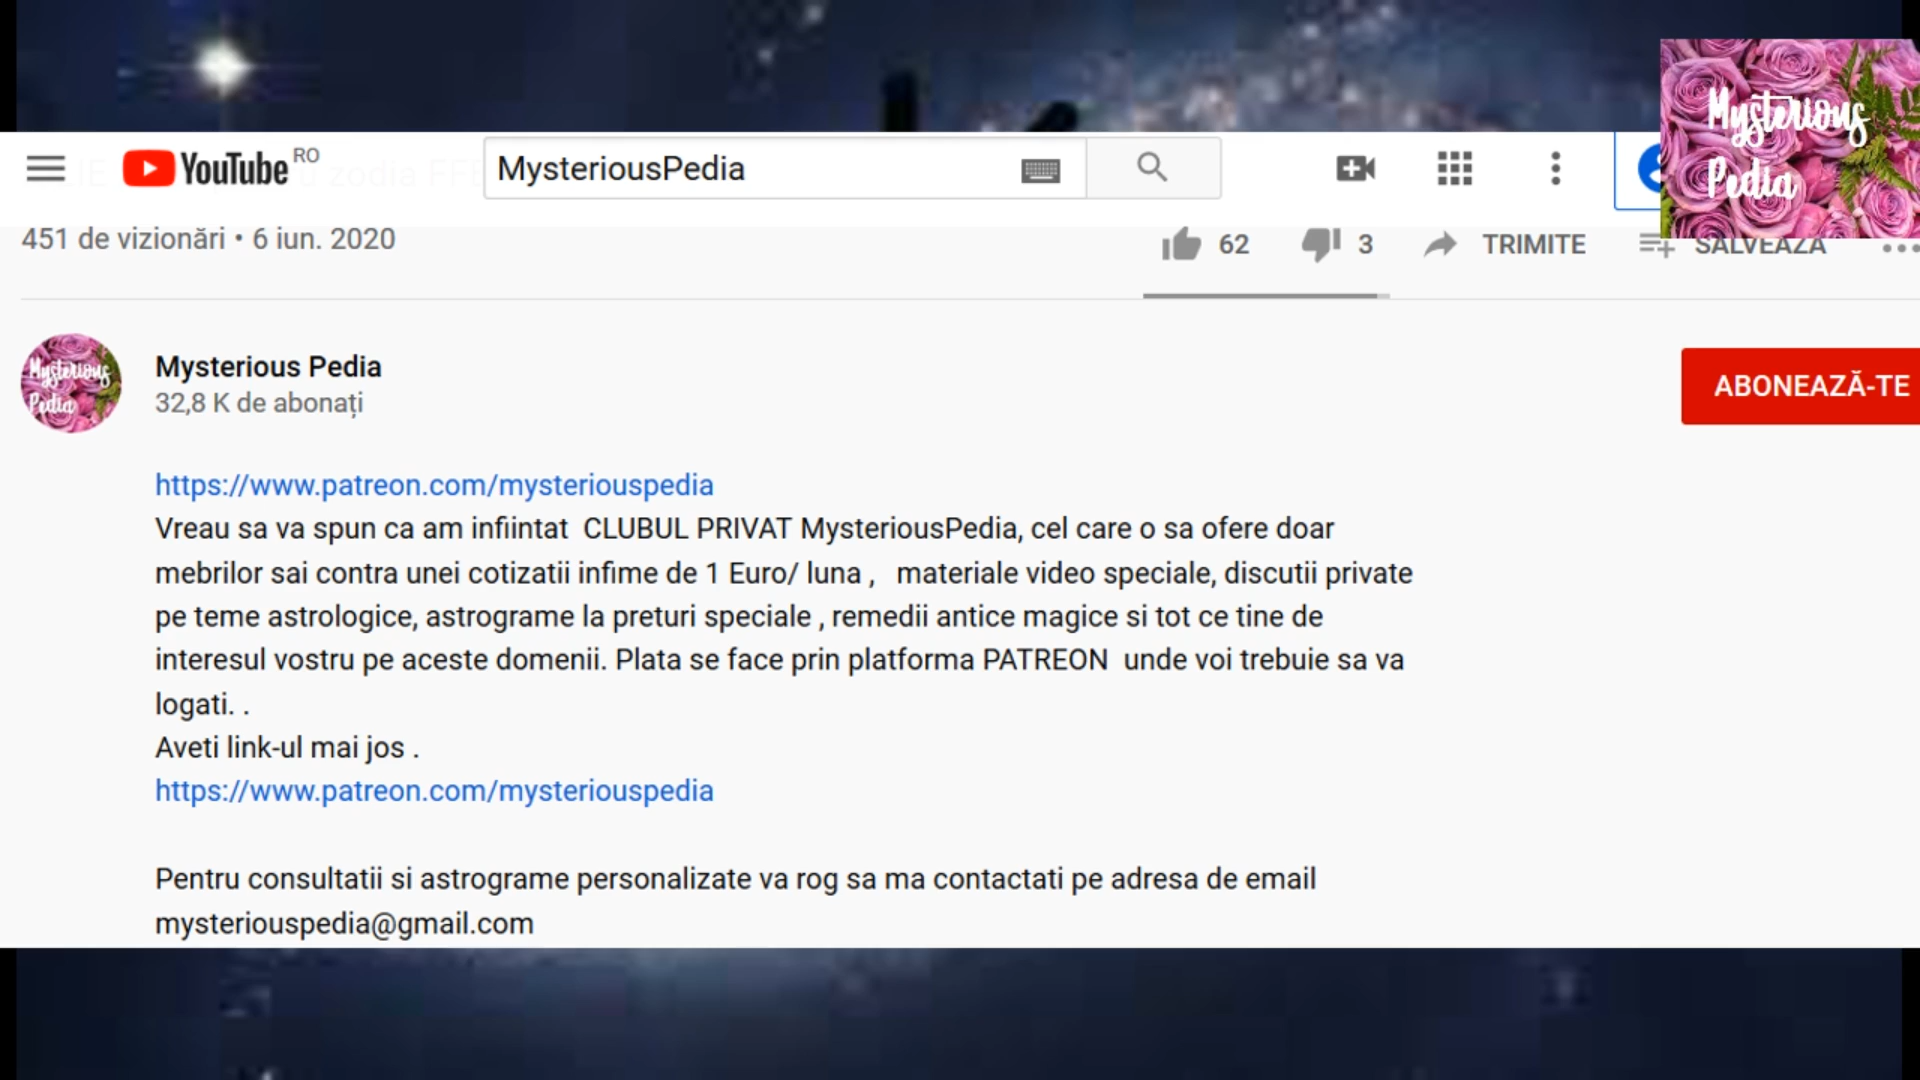 Mysterious
Pedia
YouTube RO
MysteriousPedia
zodia
451 de vizionări • 6 iun. 2020
62
3
TRIMITE
SALVEAZĂ
Mysterious
Pedia
Mysterious Pedia
32,8 K de abonați
ABONEAZĂ-TE
https://www.patreon.com/mysteriouspedia
Vreau sa va spun ca am infiintat CLUBUL PRIVAT MysteriousPedia, cel care o sa ofere doar
mebrilor sai contra unei cotizatii infime de 1 Euro/ luna , materiale video speciale, discutii private
pe teme astrologice, astrograme la preturi speciale , remedii antice magice si tot ce tine de
interesul vostru pe aceste domenii. Plata se face prin platforma PATREON unde voi trebuie sa va
logati. .
Aveti link-ul mai jos .
https://www.patreon.com/mysteriouspedia
Pentru consultatii si astrograme personalizate va rog sa ma contactati pe adresa de email
mysteriouspedia@gmail.com